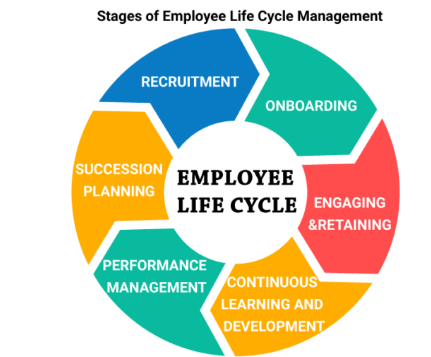 Stages of Employee Life Cycle Management
RECRUITMENT
ONBOARDING
ENGAGING
&RETAINING
CONTINUOUS
LEARNING AND
DEVELOPMENT
PERFORMANCE
MANAGEMENT
SUCCESSION
PLANNING
EMPLOYEE
LIFE CYCLE